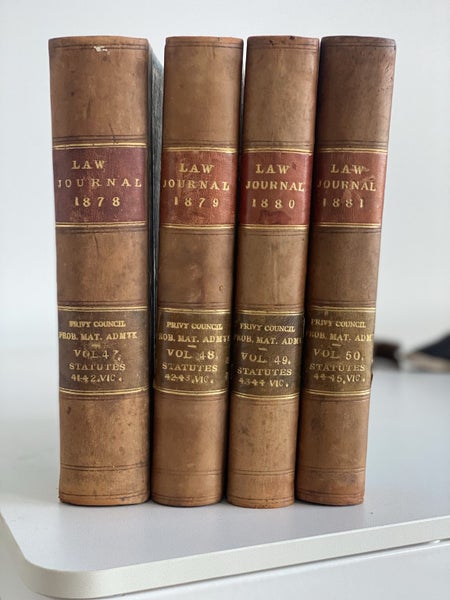 LAW
JOURNAL
1878
PRIVY COUNCIL
PROB. MAT. ADMTY.
VOL. 47.
STATUTES
41-42, VIC.
LAW
JOURNAL
1879
PRIVY COUNCIL
PROB. MAT. ADMTY
VOL. 48.
STATUTES
42-43, VIC.
LAW
JOURNAL
1880
PRIVY COUNCIL
PROB. MAT. ADMTY
VOL. 49.
STATUTES
43-44 VIC.
LAW
JOURNAL
1881
PRIVY COUNCIL
PROB. MAT. ADMTY
VOL. 50.
STATUTES
44-45, VIC.